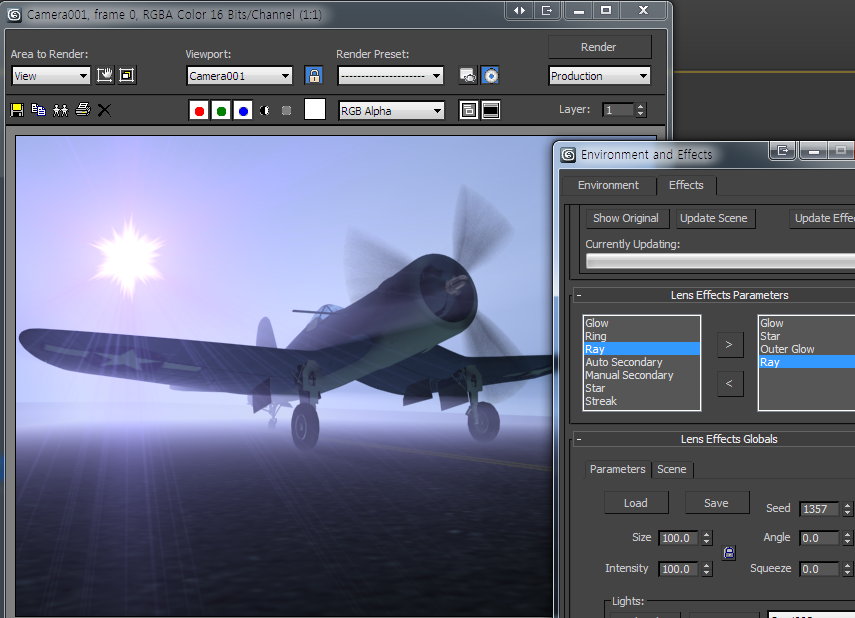 Camera001, frame 0, RGBA Color 16 Bits/Channel (1:1)
Area to Render:
Viewport:
Render Preset:
Render
View
Camera001
--------------------
Production
RGB Alpha
Layer:
1
Environment and Effects
Environment
Effects
Show Original
Update Scene
Update Effe
Currently Updating:
- Lens Effects Parameters
Glow
Ring
Ray
Auto Secondary
Manual Secondary
Star
Streak
>
<
Glow
Star
Outer Glow
Ray
- Lens Effects Globals
Parameters
Scene
Load
Save
Seed 1357
Size 100.0
Angle 0.0
Intensity 100.0
Squeeze 0.0
Lights: